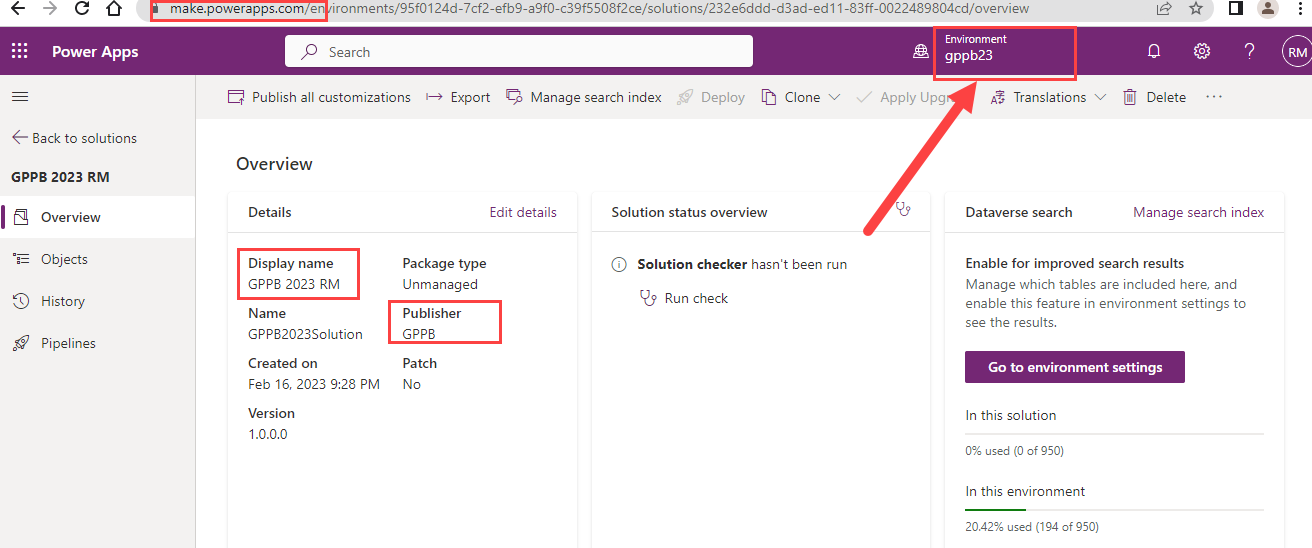 make.powerapps.com/environments/95f0124d-7cf2-efb9-a9f0-c39f5508f2ce/solutions/232e6ddd-d3ad-ed11-83ff-0022489804cd/overview
Power Apps
Search
Environment
gppb23
RM
Publish all customizations
Export
Manage search index
Deploy
Clone
Apply Upg
Translations
Delete
Back to solutions
GPPB 2023 RM
Overview
Objects
History
Pipelines
Overview
Details
Edit details
Display name
GPPB 2023 RM
Package type
Unmanaged
Name
GPPB2023Solution
Publisher
GPPB
Created on
Feb 16, 2023 9:28 PM
Patch
No
Version
1.0.0.0
Solution status overview
Solution checker hasn't been run
Run check
Dataverse search
Manage search index
Enable for improved search results
Manage which tables are included here, and
enable this feature in environment settings to
see the results.
Go to environment settings
In this solution
0% used (0 of 950)
In this environment
20.42% used (194 of 950)